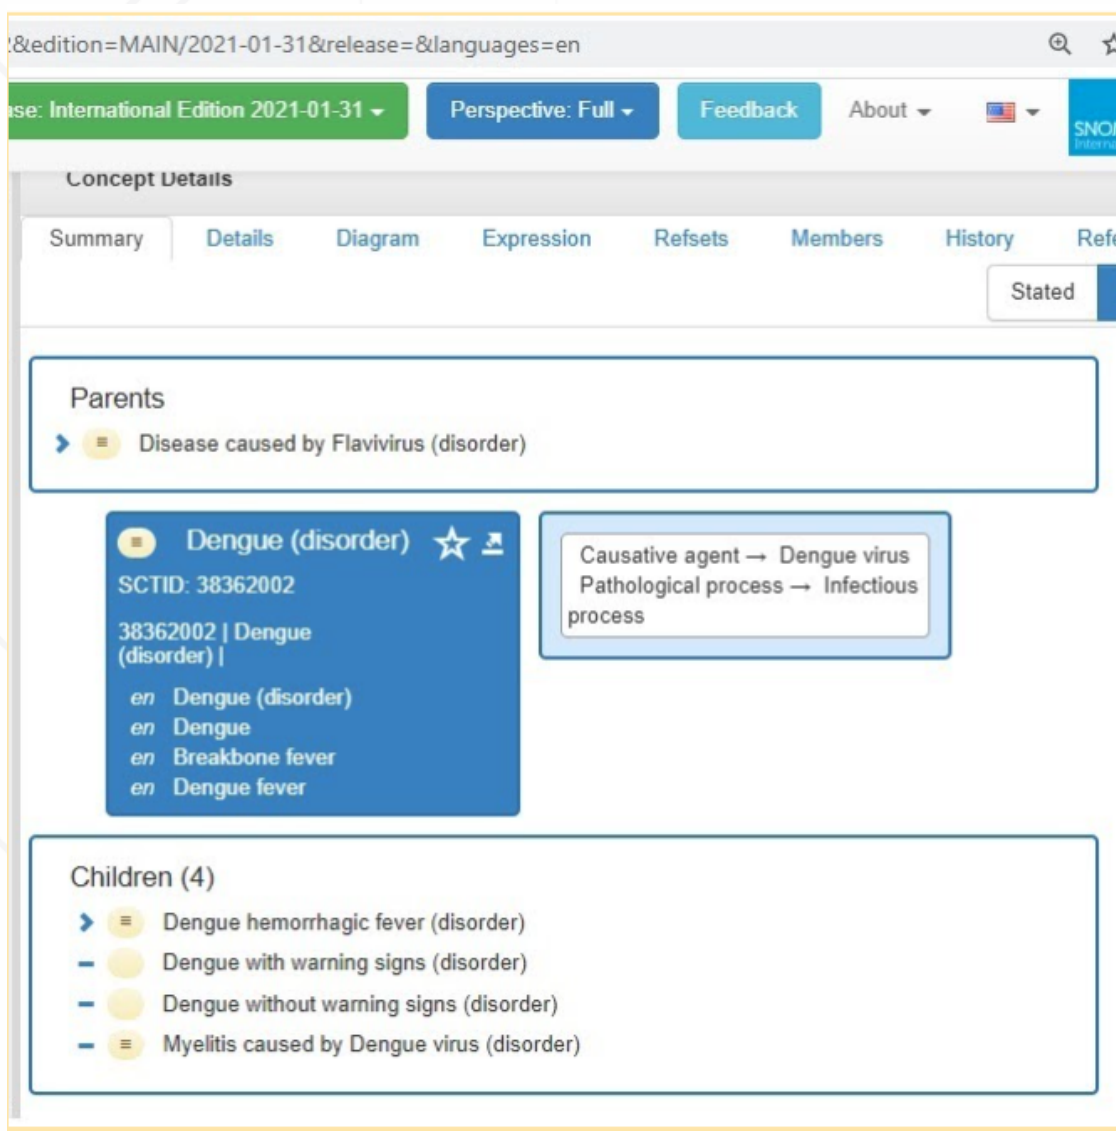 &edition=MAIN/2021-01-31&release=&languages=en
se: International Edition 2021-01-31
Perspective: Full
Feedback
About
Concept Details
Summary
Details
Diagram
Expression
Refsets
Members
History
Refe
Stated
Parents
Disease caused by Flavivirus (disorder)
Dengue (disorder)
SCTID: 38362002
38362002 | Dengue
(disorder) |
en Dengue (disorder)
en Dengue
en Breakbone fever
en Dengue fever
Causative agent → Dengue virus
Pathological process → Infectious
process
Children (4)
Dengue hemorrhagic fever (disorder)
Dengue with warning signs (disorder)
Dengue without warning signs (disorder)
Myelitis caused by Dengue virus (disorder)